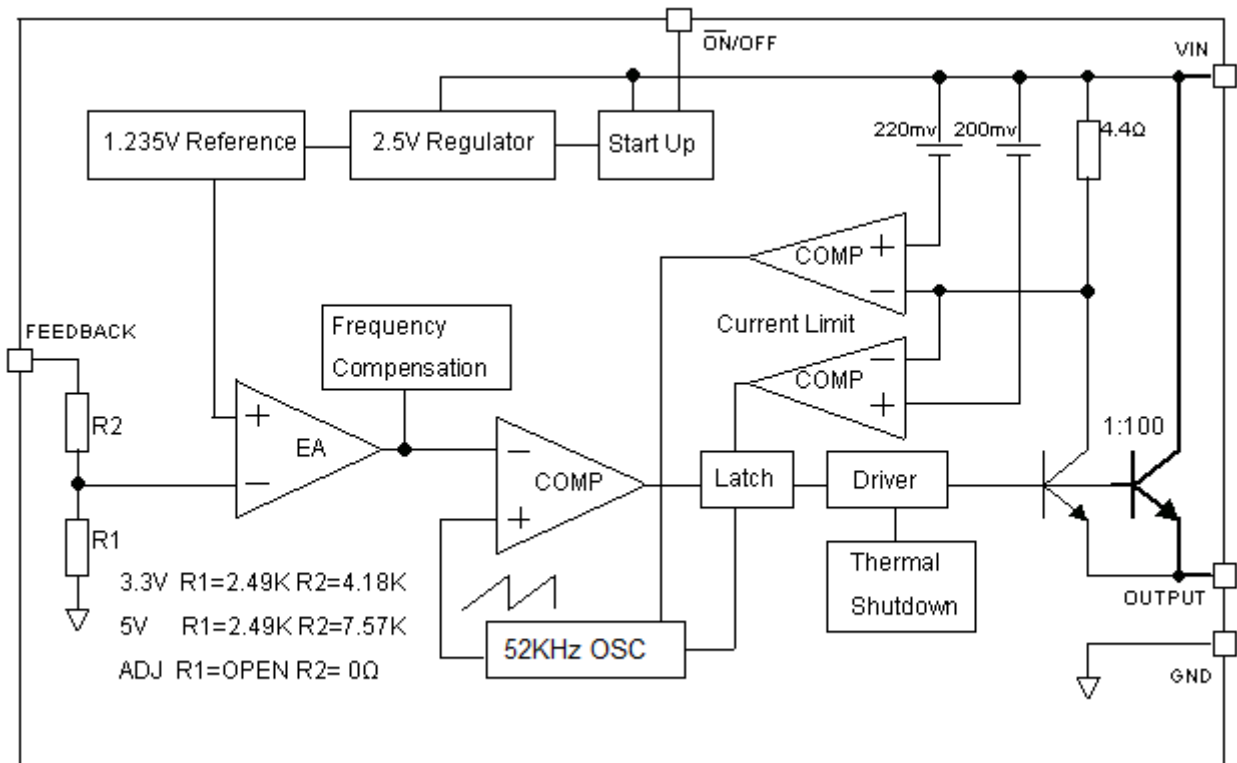 ON/OFF
VIN
1.235V Reference
2.5V Regulator
Start Up
220mv
200mv
4.4Ω
+
COMP
−
Current Limit
−
COMP
+
FEEDBACK
Frequency
Compensation
R2
+
EA
−
−
COMP
+
Latch
Driver
1:100
R1
Thermal
Shutdown
3.3V R1=2.49K R2=4.18K
5V R1=2.49K R2=7.57K
ADJ R1=OPEN R2= 0Ω
52KHz OSC
OUTPUT
GND